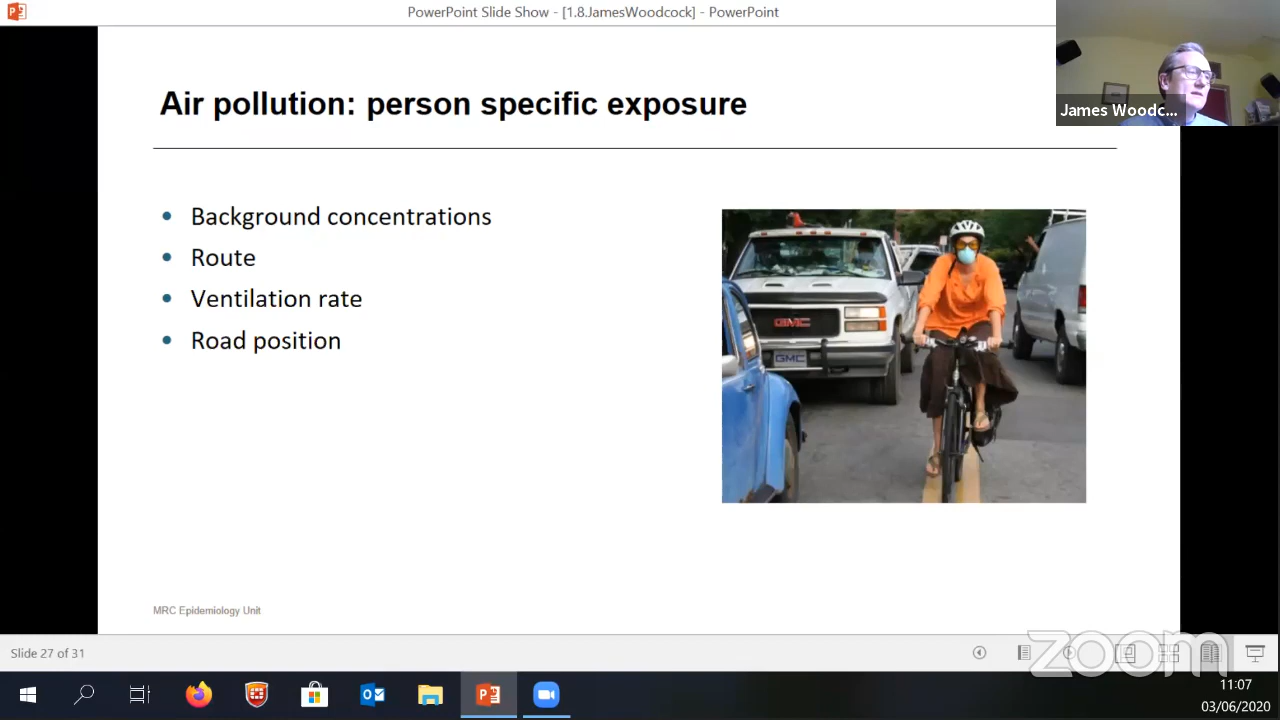 PowerPoint Slide Show - [1.8.JamesWoodcock] - PowerPoint
James Woodc...
Air pollution: person specific exposure
• Background concentrations
• Route
• Ventilation rate
• Road position
GMC
GMC
MRC Epidemiology Unit
Slide 27 of 31
zoom
11:07
03/06/2020